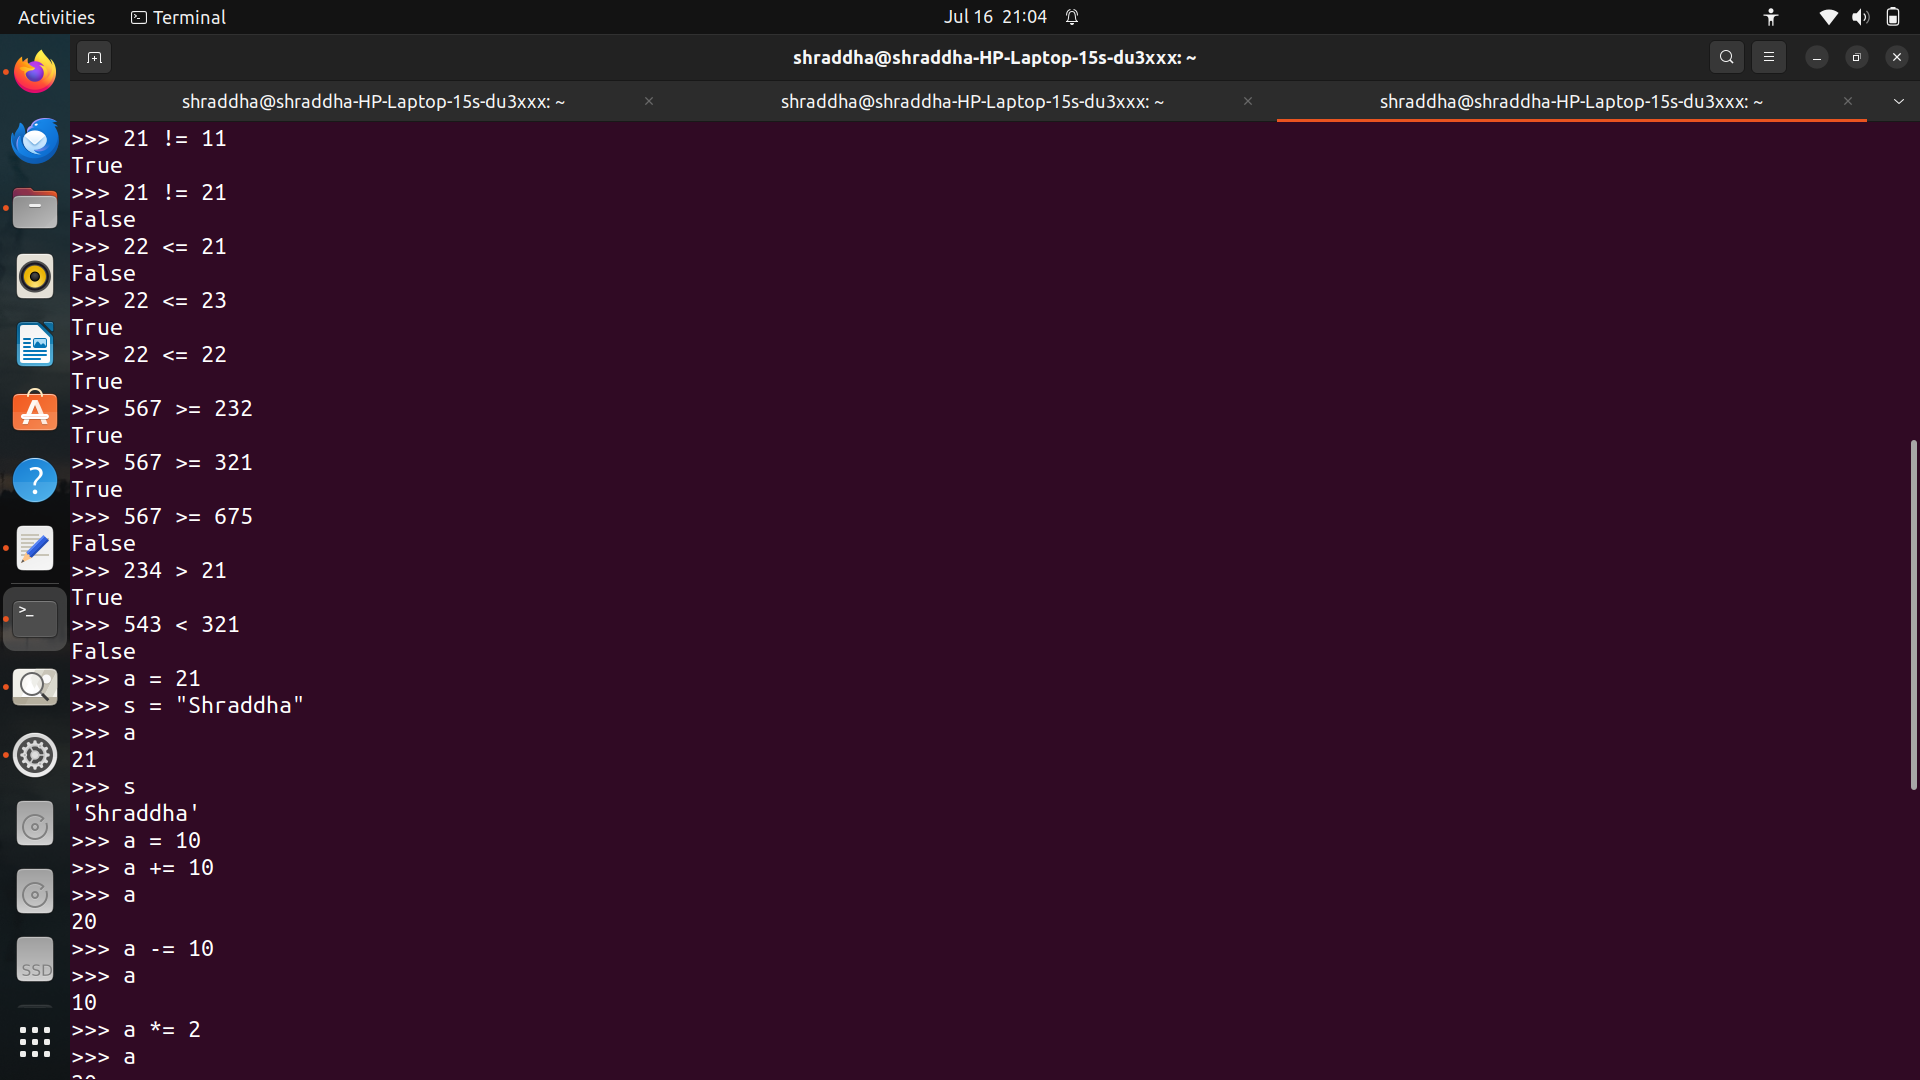 Activities
Terminal
Jul 16 21:04
shraddha@shraddha-HP-Laptop-15s-du3xxx: ~
shraddha@shraddha-HP-Laptop-15s-du3xxx: ~
shraddha@shraddha-HP-Laptop-15s-du3xxx: ~
shraddha@shraddha-HP-Laptop-15s-du3xxx: ~
>>> 21 != 11
True
>>> 21 != 21
False
>>> 22 <= 21
False
>>> 22 <= 23
True
>>> 22 <= 22
True
>>> 567 >= 232
True
>>> 567 >= 321
True
>>> 567 >= 675
False
>>> 234 > 21
True
>>> 543 < 321
False
>>> a = 21
>>> s = "Shraddha"
>>> a
21
>>> s
'Shraddha'
>>> a = 10
>>> a += 10
>>> a
20
>>> a -= 10
>>> a
10
>>> a *= 2
>>> a
SSD